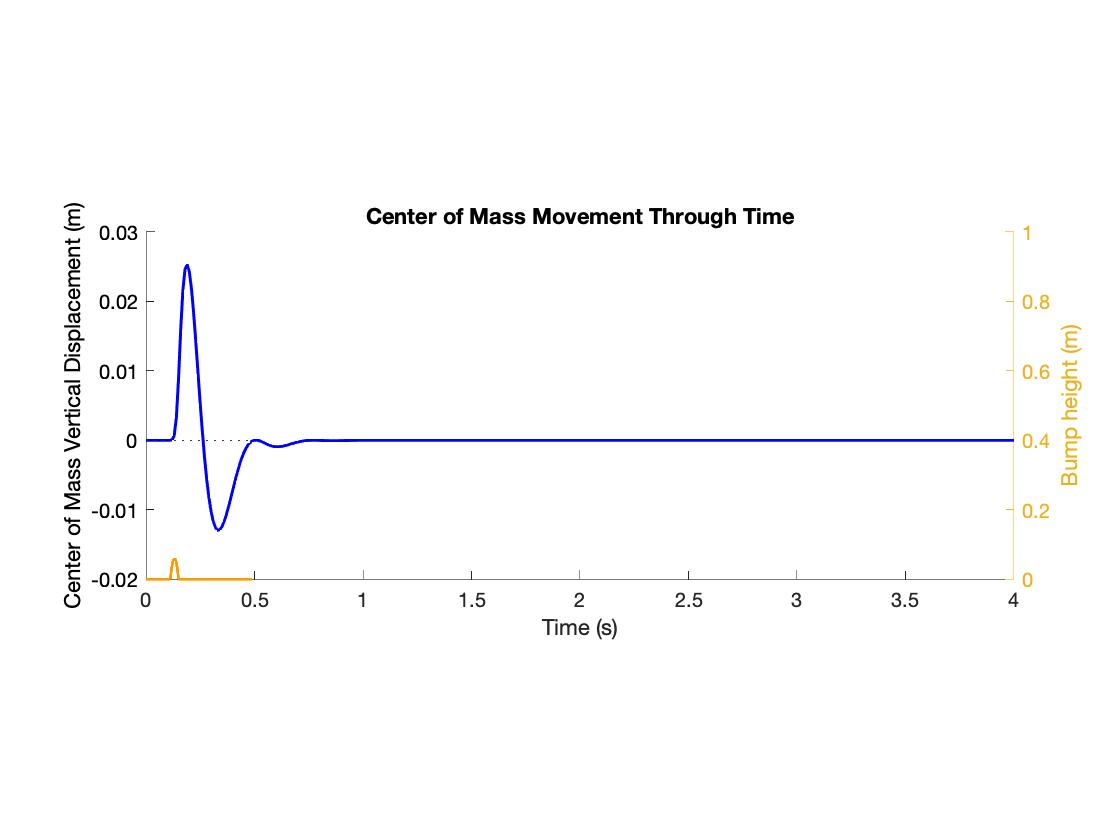 Center of Mass Movement Through Time
Center of Mass Vertical Displacement (m)
0.03
0.02
0.01
0
-0.01
-0.02
1
0.8
0.6
0.4
0.2
0
Bump height (m)
0 0.5 1 1.5 2 2.5 3 3.5 4
Time (s)